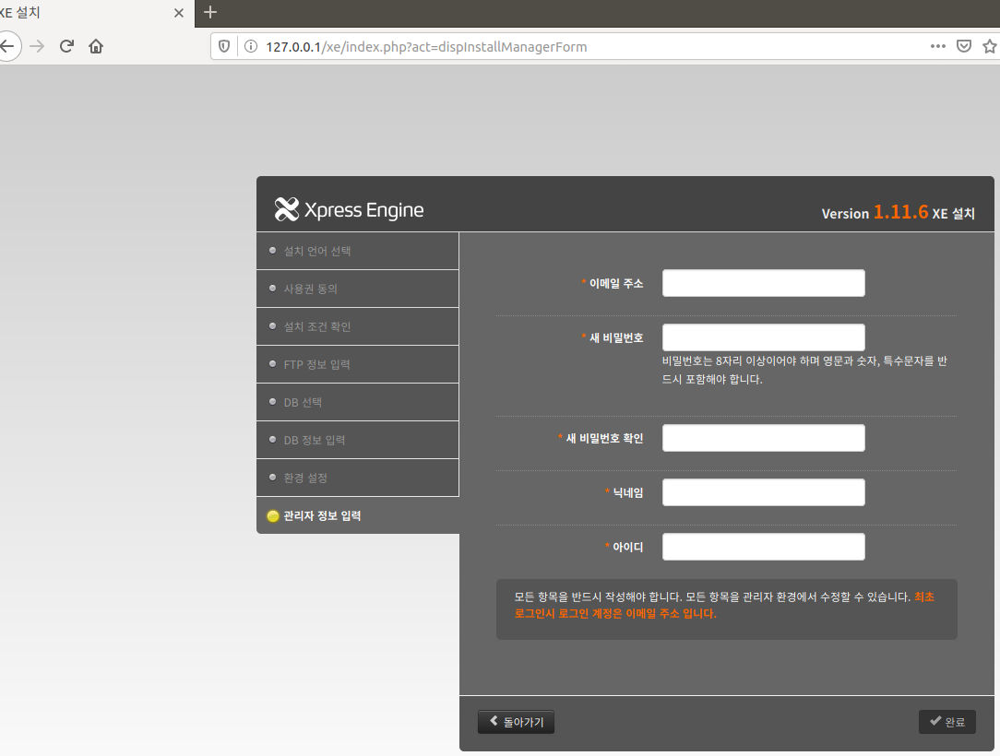 XE 설치
127.0.0.1/xe/index.php?act=dispInstallManagerForm
Xpress Engine
Version 1.11.6 XE 설치
설치 언어 선택
사용권 동의
설치 조건 확인
FTP 정보 입력
DB 선택
DB 정보 입력
환경 설정
관리자 정보 입력
* 이메일 주소
* 새 비밀번호
비밀번호는 8자리 이상이어야 하며 영문과 숫자, 특수문자를 반
드시 포함해야 합니다.
* 새 비밀번호 확인
* 닉네임
* 아이디
모든 항목을 반드시 작성해야 합니다. 모든 항목을 관리자 환경에서 수정할 수 있습니다. 최초
로그인시 로그인 계정은 이메일 주소 입니다.
돌아가기
완료